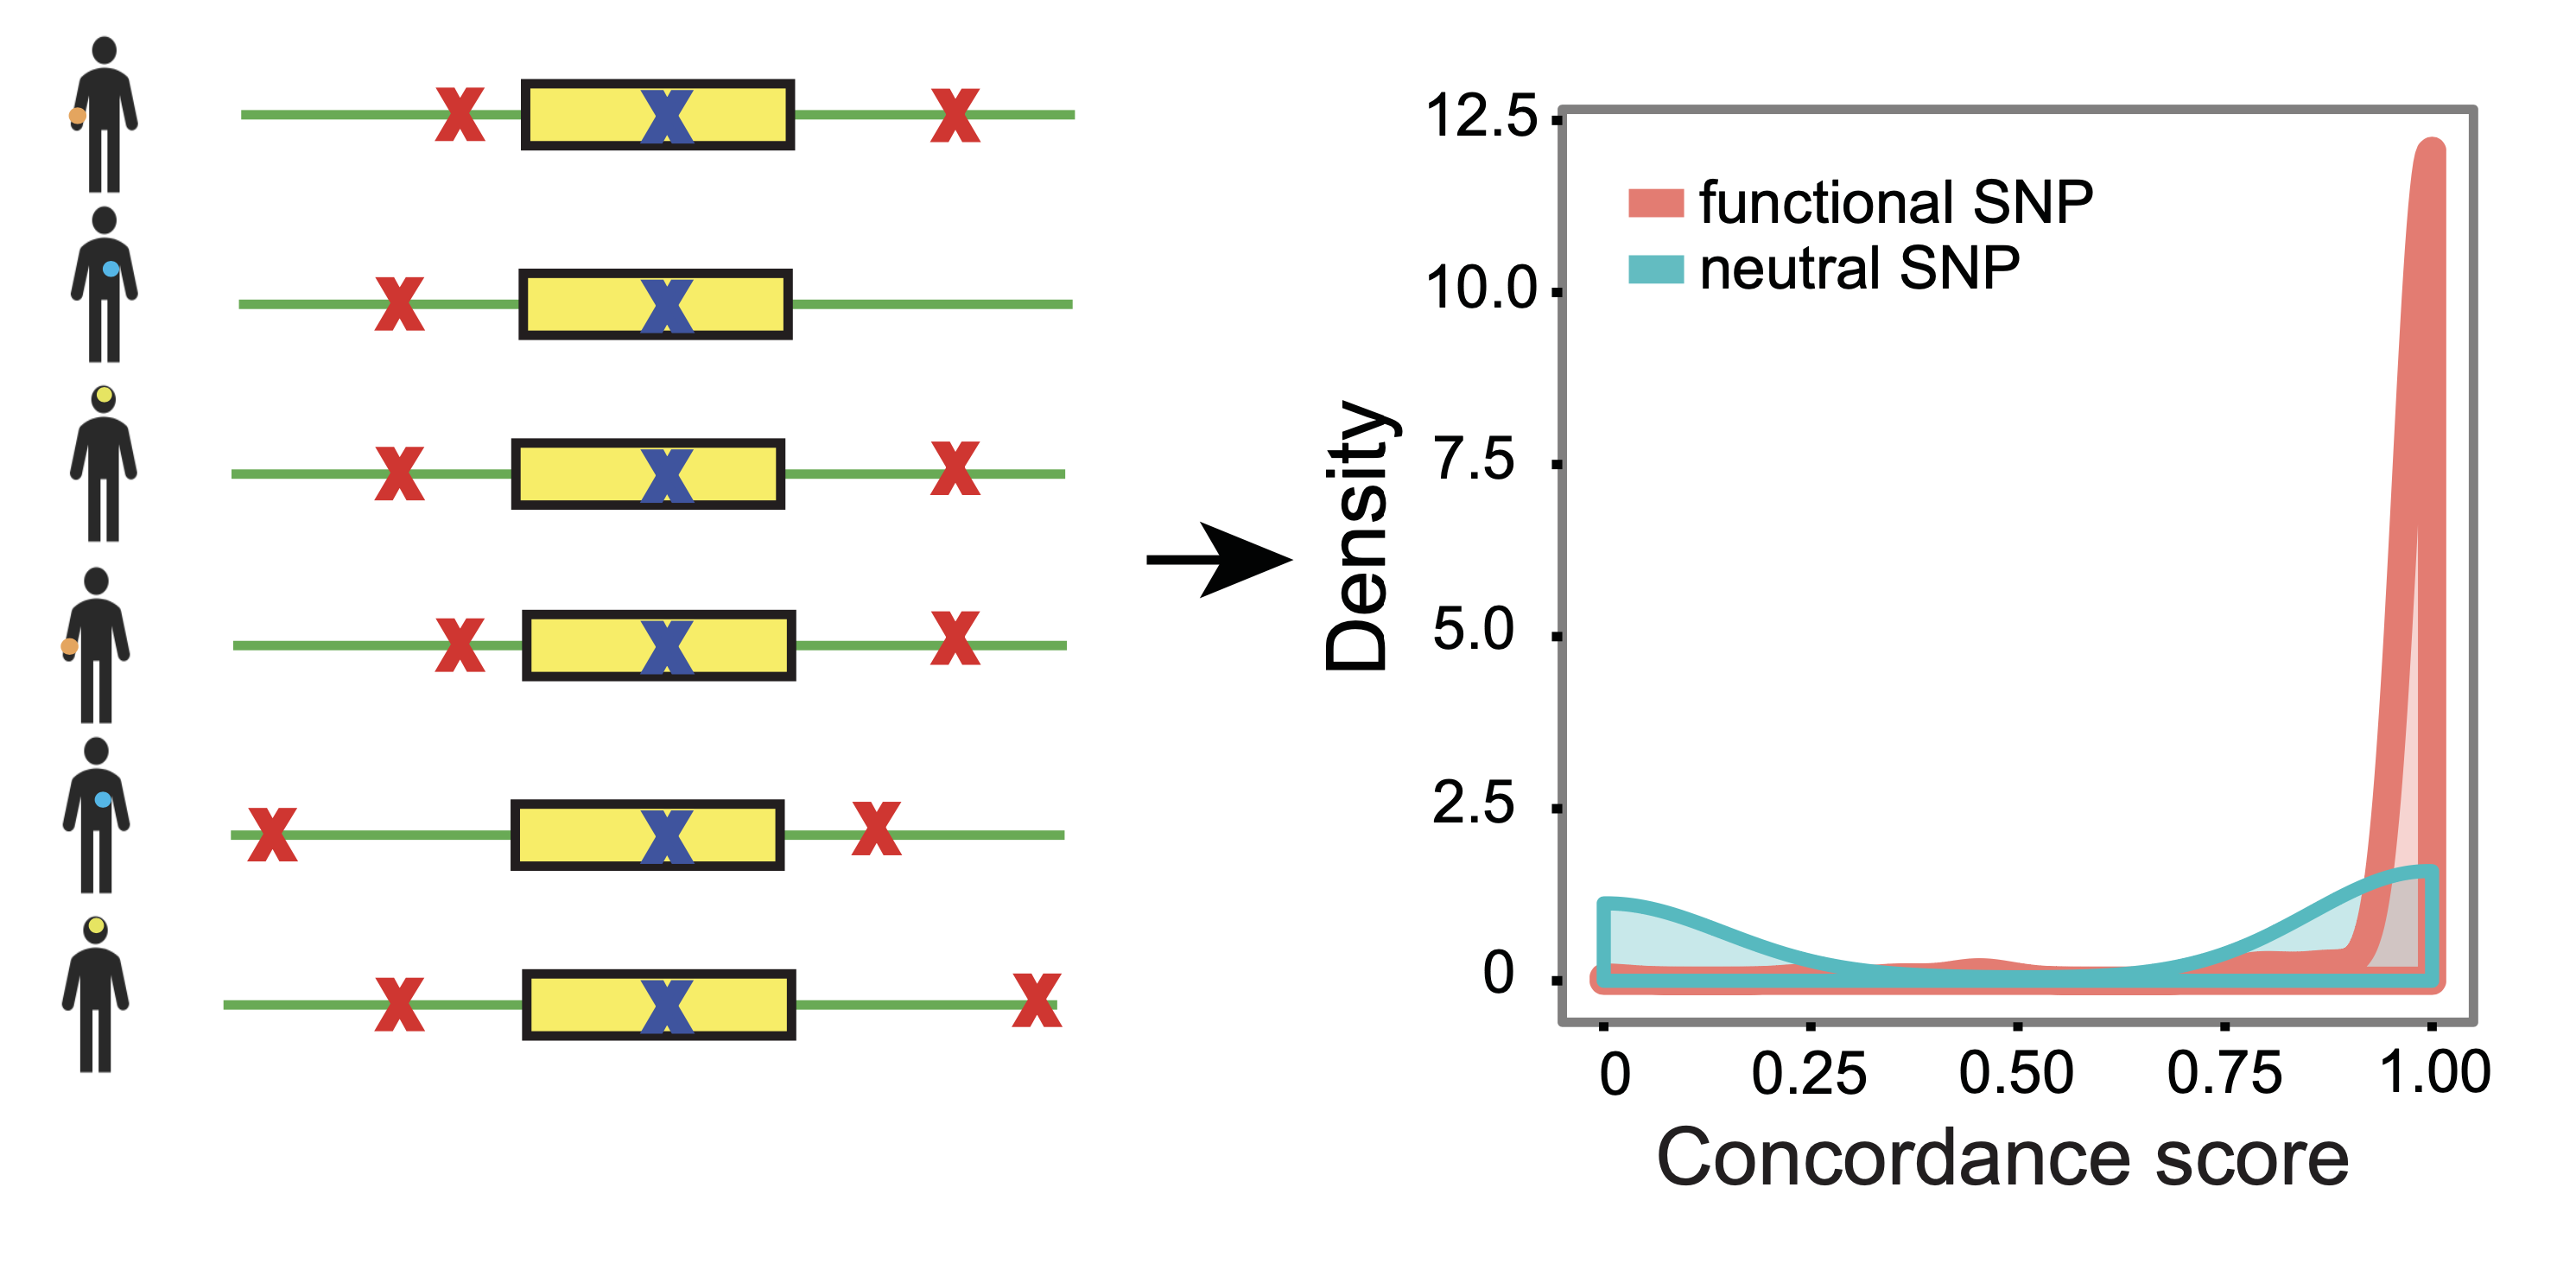 X X X
X X
X X X
X X X
X X X
X X X
Density
12.5
10.0
7.5
5.0
2.5
0
functional SNP
neutral SNP
0 0.25 0.50 0.75 1.00
Concordance score